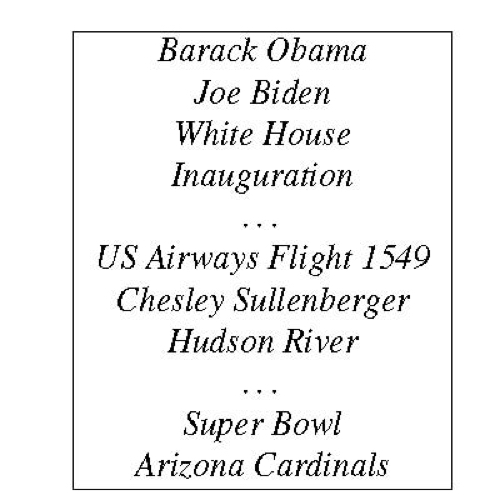 Barack Obama
Joe Biden
White House
Inauguration
...
US Airways Flight 1549
Chesley Sullenberger
Hudson River
...
Super Bowl
Arizona Cardinals